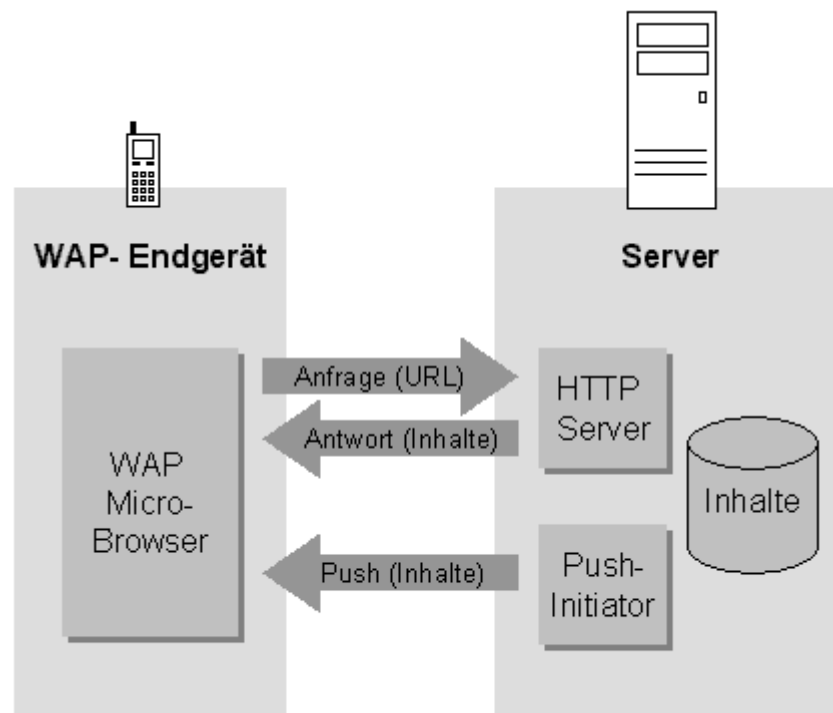 WAP- Endgerät
Server
Anfrage (URL)
Antwort (Inhalte)
Push (Inhalte)
WAP
Micro-
Browser
HTTP
Server
Inhalte
Push-
Initiator